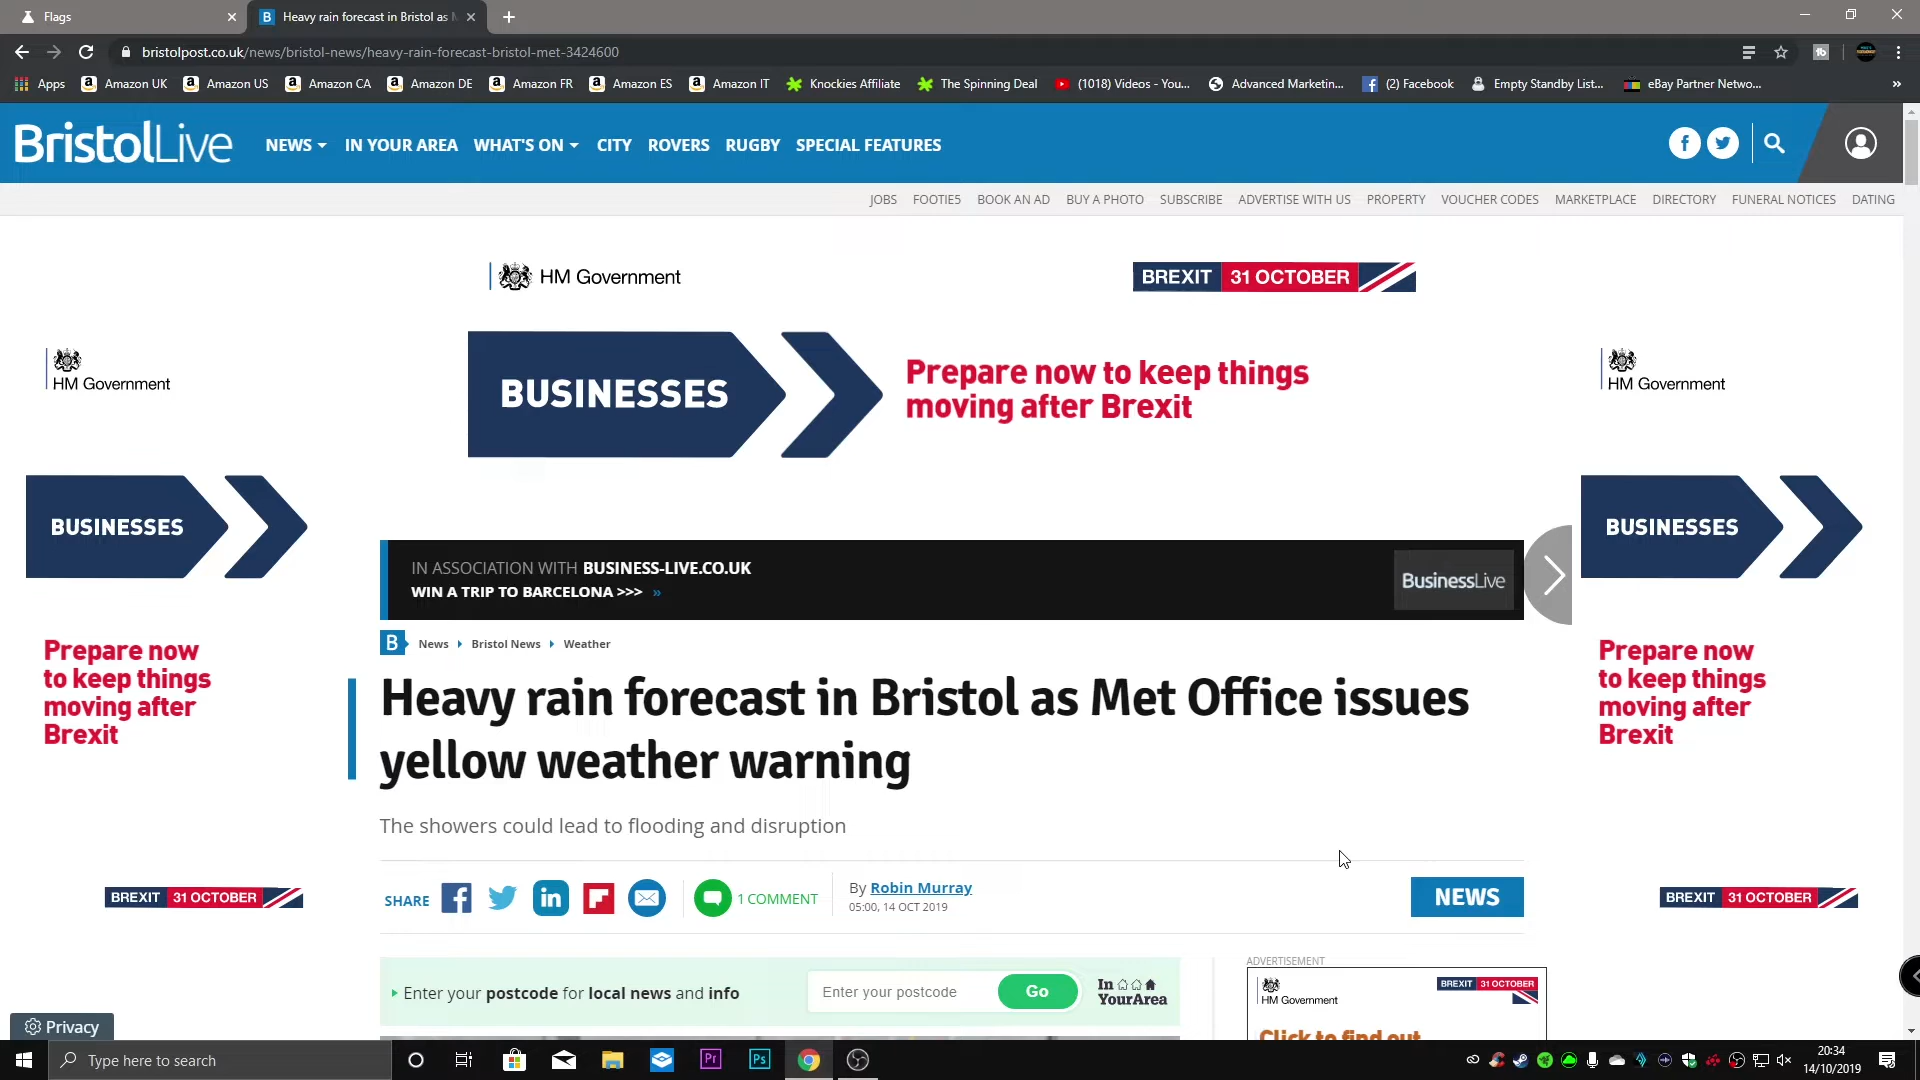 Flags
Heavy rain forecast in Bristol as
bristolpost.co.uk/news/bristol-news/heavy-rain-forecast-bristol-met-3424600
Apps
Amazon UK
Amazon US
Amazon CA
Amazon DE
Amazon FR
Amazon ES
Amazon IT
Knockies Affiliate
The Spinning Deal
(1018) Videos - You...
Advanced Marketin...
(2) Facebook
Empty Standby List...
eBay Partner Netwo...
BristolLive
NEWS
IN YOUR AREA
WHAT'S ON
CITY
ROVERS
RUGBY
SPECIAL FEATURES
JOBS
FOOTIE5
BOOK AN AD
BUY A PHOTO
SUBSCRIBE
ADVERTISE WITH US
PROPERTY
VOUCHER CODES
MARKETPLACE
DIRECTORY
FUNERAL NOTICES
DATING
HM Government
BREXIT 31 OCTOBER
BUSINESSES
Prepare now to keep things
moving after Brexit
HM Government
BUSINESSES
Prepare now
to keep things
moving after
Brexit
BREXIT 31 OCTOBER
HM Government
BUSINESSES
Prepare now
to keep things
moving after
Brexit
BREXIT 31 OCTOBER
IN ASSOCIATION WITH BUSINESS-LIVE.CO.UK
WIN A TRIP TO BARCELONA >>> »
BusinessLive
B News Bristol News Weather
Heavy rain forecast in Bristol as Met Office issues
yellow weather warning
The showers could lead to flooding and disruption
SHARE
1 COMMENT
By Robin Murray
05:00, 14 OCT 2019
NEWS
Enter your postcode for local news and info
Enter your postcode
Go
In
YourArea
ADVERTISEMENT
HM Government
BREXIT 31 OCTOBER
Click to find out
Privacy
Type here to search
Pr
Ps
20:34
14/10/2019